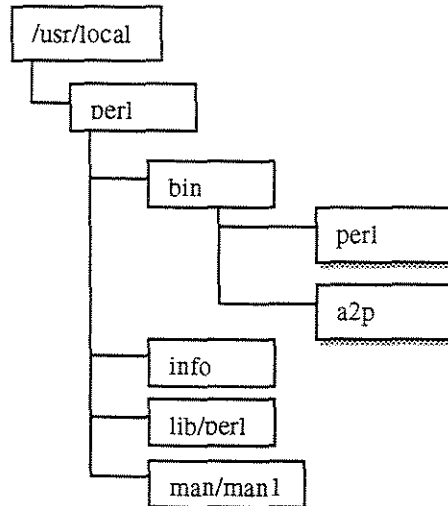 /usr/local
perl
bin
perl
a2p
info
lib/perl
man/man1